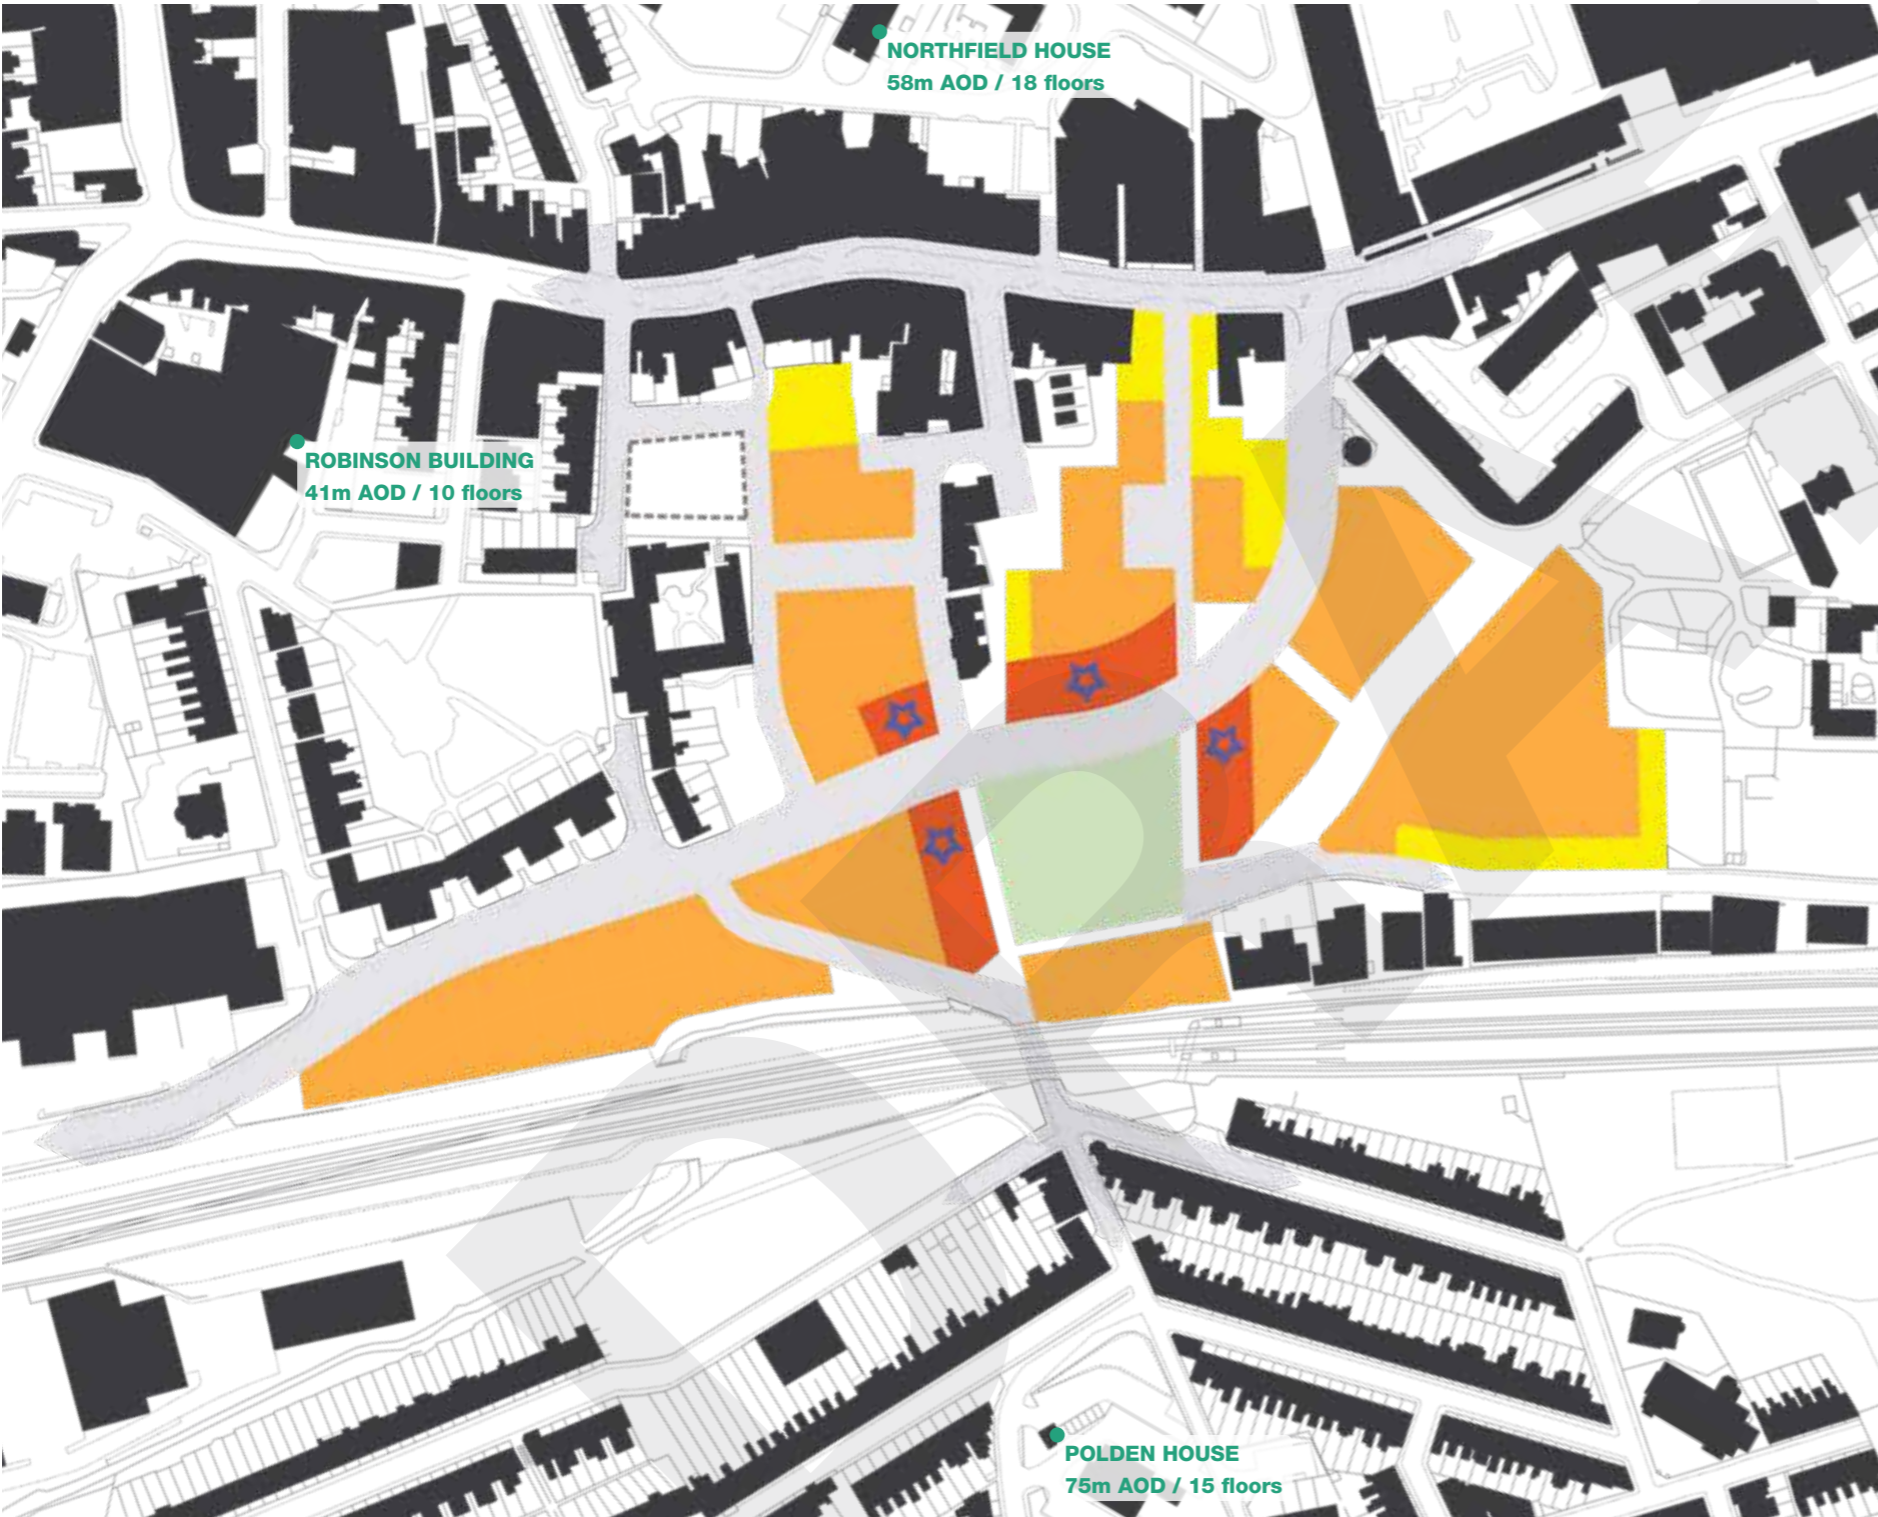 NORTHFIELD HOUSE
58m AOD / 18 floors
ROBINSON BUILDING
41m AOD / 10 floors
POLDEN HOUSE
75m AOD / 15 floors